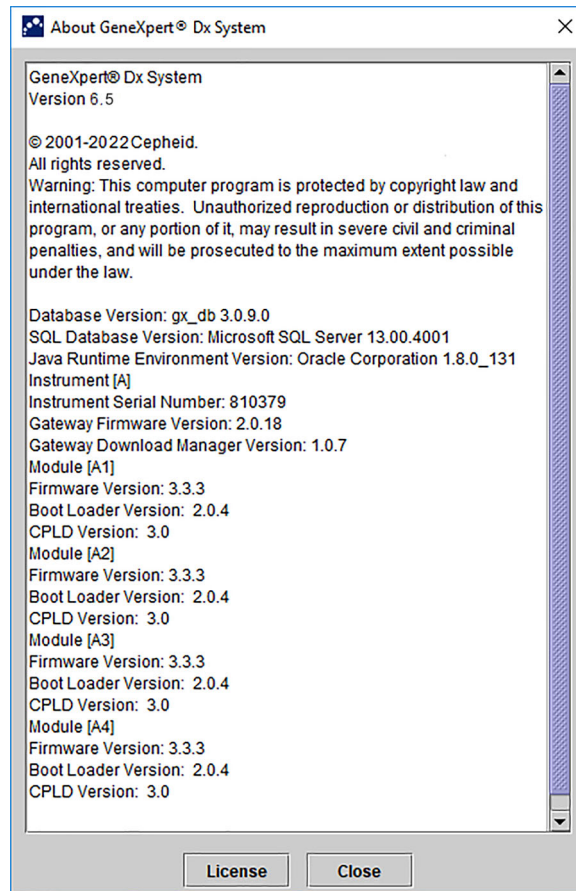 About GeneXpert® Dx System
GeneXpert® Dx System
Version 6.5
© 2001-2022 Cepheid.
All rights reserved.
Warning: This computer program is protected by copyright law and
international treaties.  Unauthorized reproduction or distribution of this
program, or any portion of it, may result in severe civil and criminal
penalties, and will be prosecuted to the maximum extent possible
under the law.
Database Version: gx_db 3.0.9.0
SQL Database Version: Microsoft SQL Server 13.00.4001
Java Runtime Environment Version: Oracle Corporation 1.8.0_131
Instrument [A]
Instrument Serial Number: 810379
Gateway Firmware Version: 2.0.18
Gateway Download Manager Version: 1.0.7
Module [A1]
Firmware Version: 3.3.3
Boot Loader Version:  2.0.4
CPLD Version:  3.0
Module [A2]
Firmware Version: 3.3.3
Boot Loader Version:  2.0.4
CPLD Version:  3.0
Module [A3]
Firmware Version: 3.3.3
Boot Loader Version:  2.0.4
CPLD Version:  3.0
Module [A4]
Firmware Version: 3.3.3
Boot Loader Version:  2.0.4
CPLD Version:  3.0
License
Close